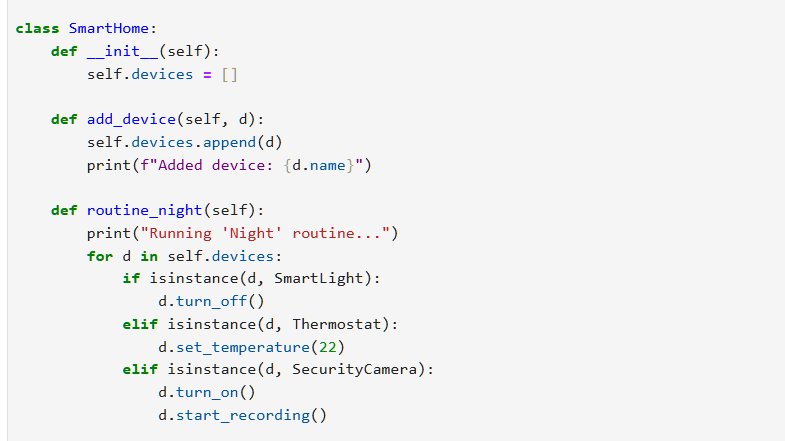 class SmartHome:
    def __init__(self):
        self.devices = []

    def add_device(self, d):
        self.devices.append(d)
        print(f"Added device: {d.name}")

    def routine_night(self):
        print("Running 'Night' routine...")
        for d in self.devices:
            if isinstance(d, SmartLight):
                d.turn_off()
            elif isinstance(d, Thermostat):
                d.set_temperature(22)
            elif isinstance(d, SecurityCamera):
                d.turn_on()
                d.start_recording()